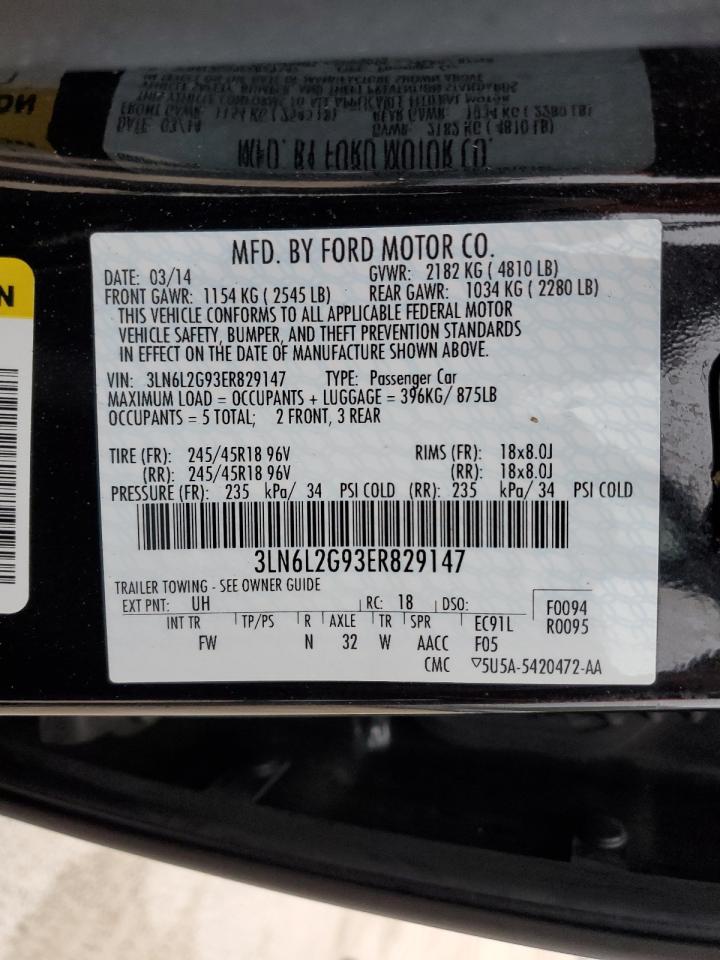 MFD. BY FORD MOTOR CO.
DATE: 03/14 GVWR: 2182 KG ( 4810 LB)
FRONT GAWR: 1154 KG ( 2545 LB) REAR GAWR: 1034 KG ( 2280 LB)
THIS VEHICLE CONFORMS TO ALL APPLICABLE FEDERAL MOTOR
VEHICLE SAFETY, BUMPER, AND THEFT PREVENTION STANDARDS
IN EFFECT ON THE DATE OF MANUFACTURE SHOWN ABOVE.
VIN: 3LN6L2G93ER829147 TYPE: Passenger Car
MAXIMUM LOAD = OCCUPANTS + LUGGAGE = 396KG/ 875LB
OCCUPANTS = 5 TOTAL; 2 FRONT, 3 REAR
TIRE (FR): 245/45R18 96V RIMS (FR): 18x8.0J
(RR): 245/45R18 96V (RR): 18x8.0J
PRESSURE (FR): 235 kPa/ 34 PSI COLD (RR): 235 kPa/ 34 PSI COLD
3LN6L2G93ER829147
TRAILER TOWING - SEE OWNER GUIDE
EXT PNT: UH RC: 18 DSO: F0094
INT TR TP/PS R AXLE TR SPR EC91L R0095
FW N 32 W AACC F05
CMC ▽5U5A-5420472-AA